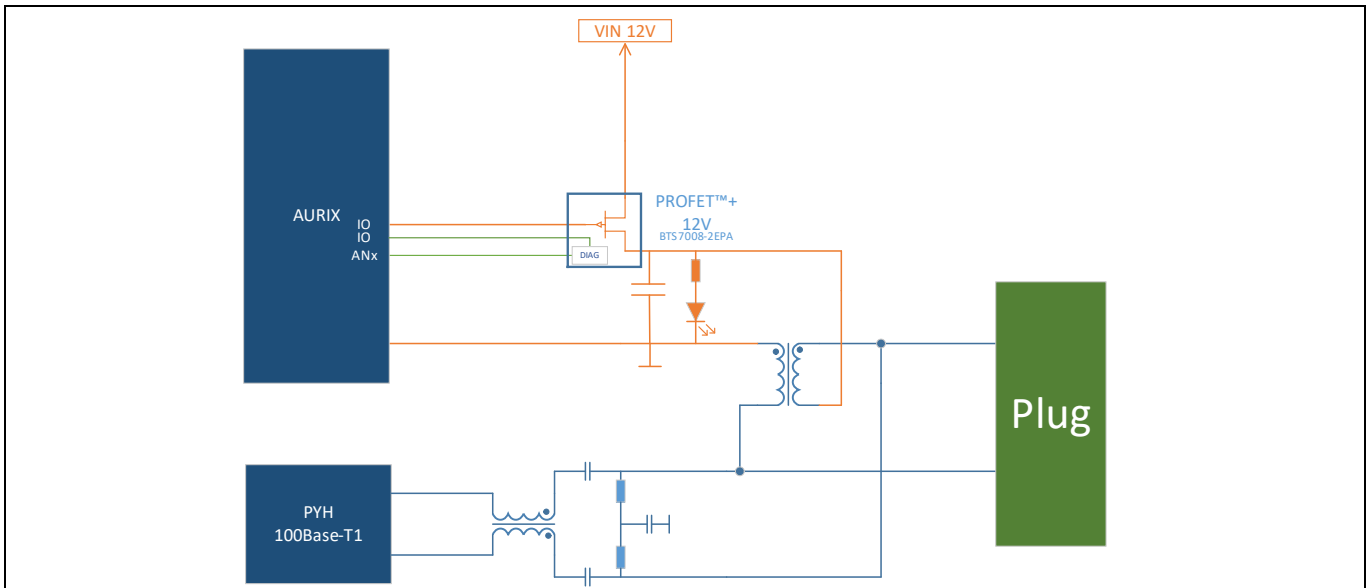 VIN 12V
AURIX
IO
IO
ANx
DIAG
PROFET™+
12V
BTS7008-2EPA
Plug
PYH
100Base-T1